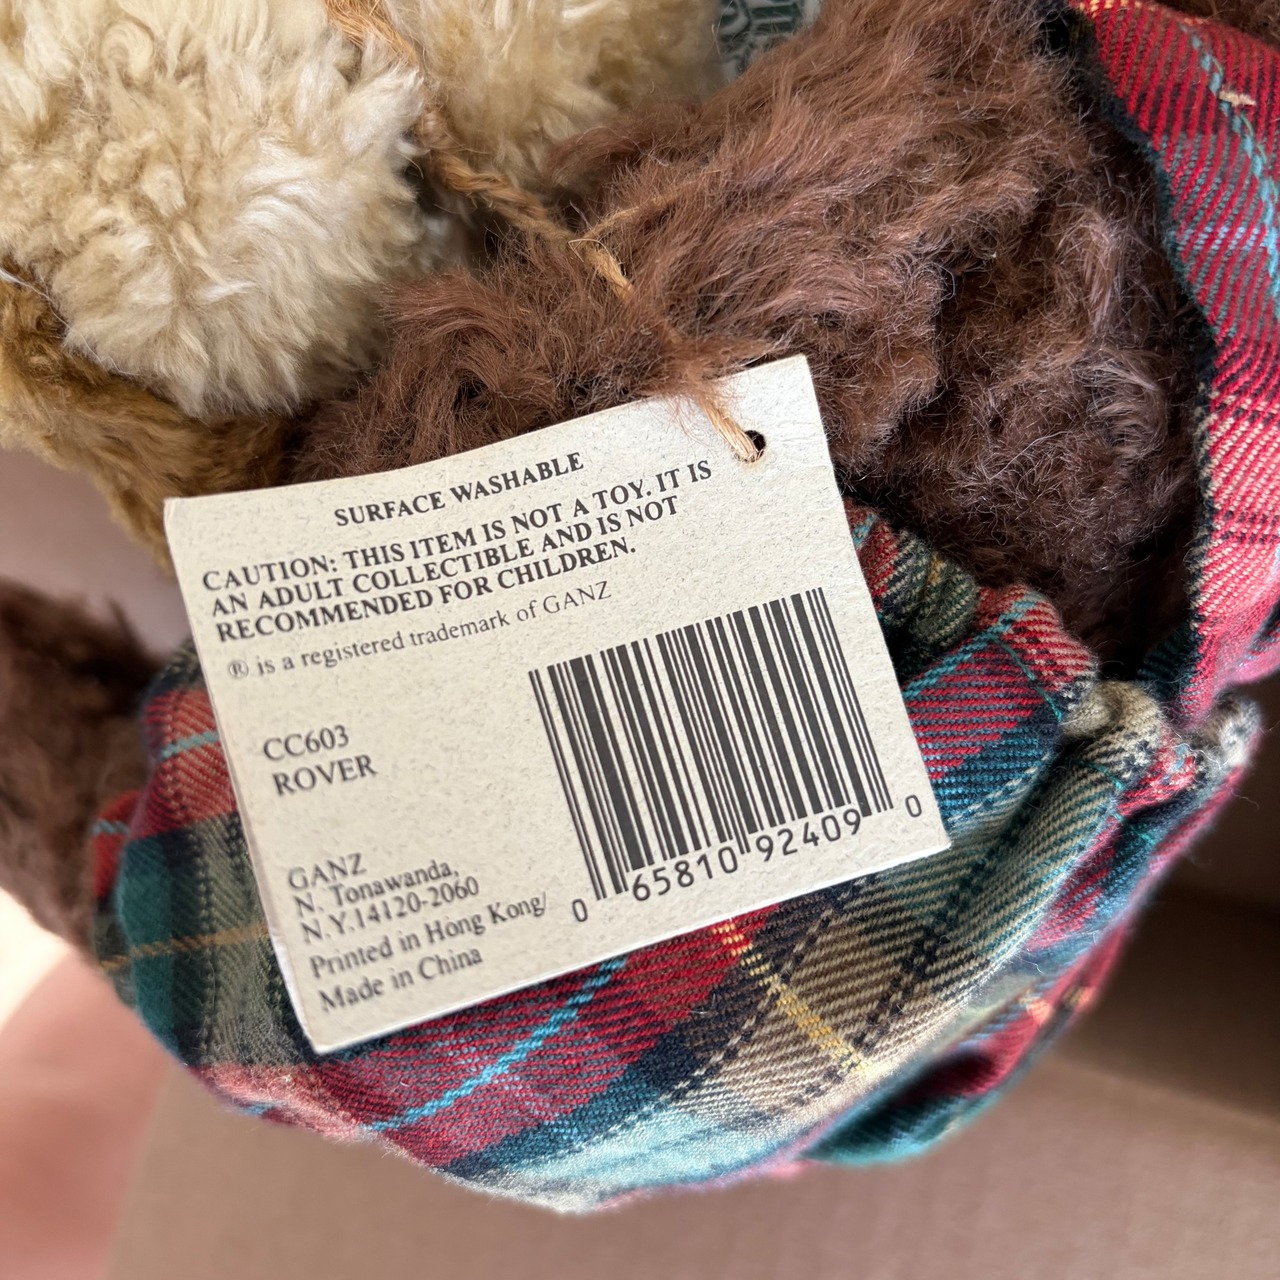 SURFACE WASHABLE
CAUTION: THIS ITEM IS NOT A TOY. IT IS
AN ADULT COLLECTIBLE AND IS NOT
RECOMMENDED FOR CHILDREN.
® is a registered trademark of GANZ
CC603
ROVER
GANZ
N. Tonawanda,
N.Y.14120-2060
Printed in Hong Kong/
Made in China
0 65810 92409 0